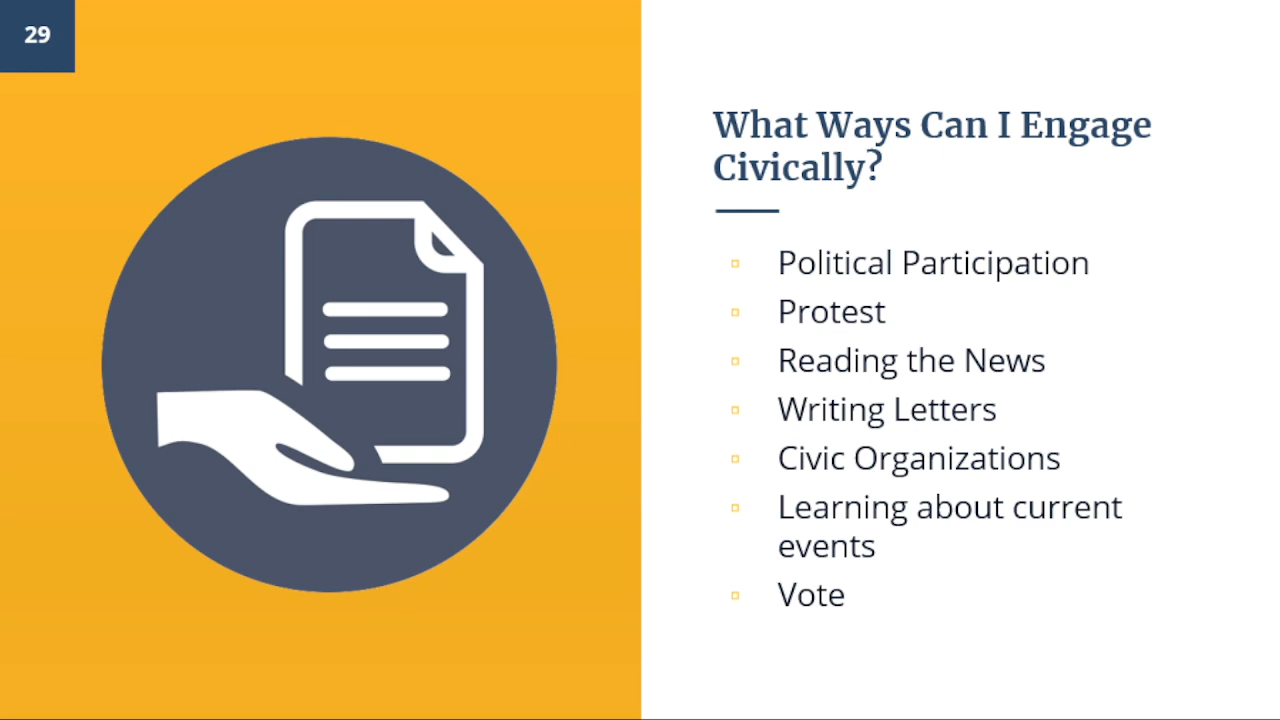 29
What Ways Can I Engage
Civically?
Political Participation
Protest
Reading the News
Writing Letters
Civic Organizations
Learning about current
events
Vote